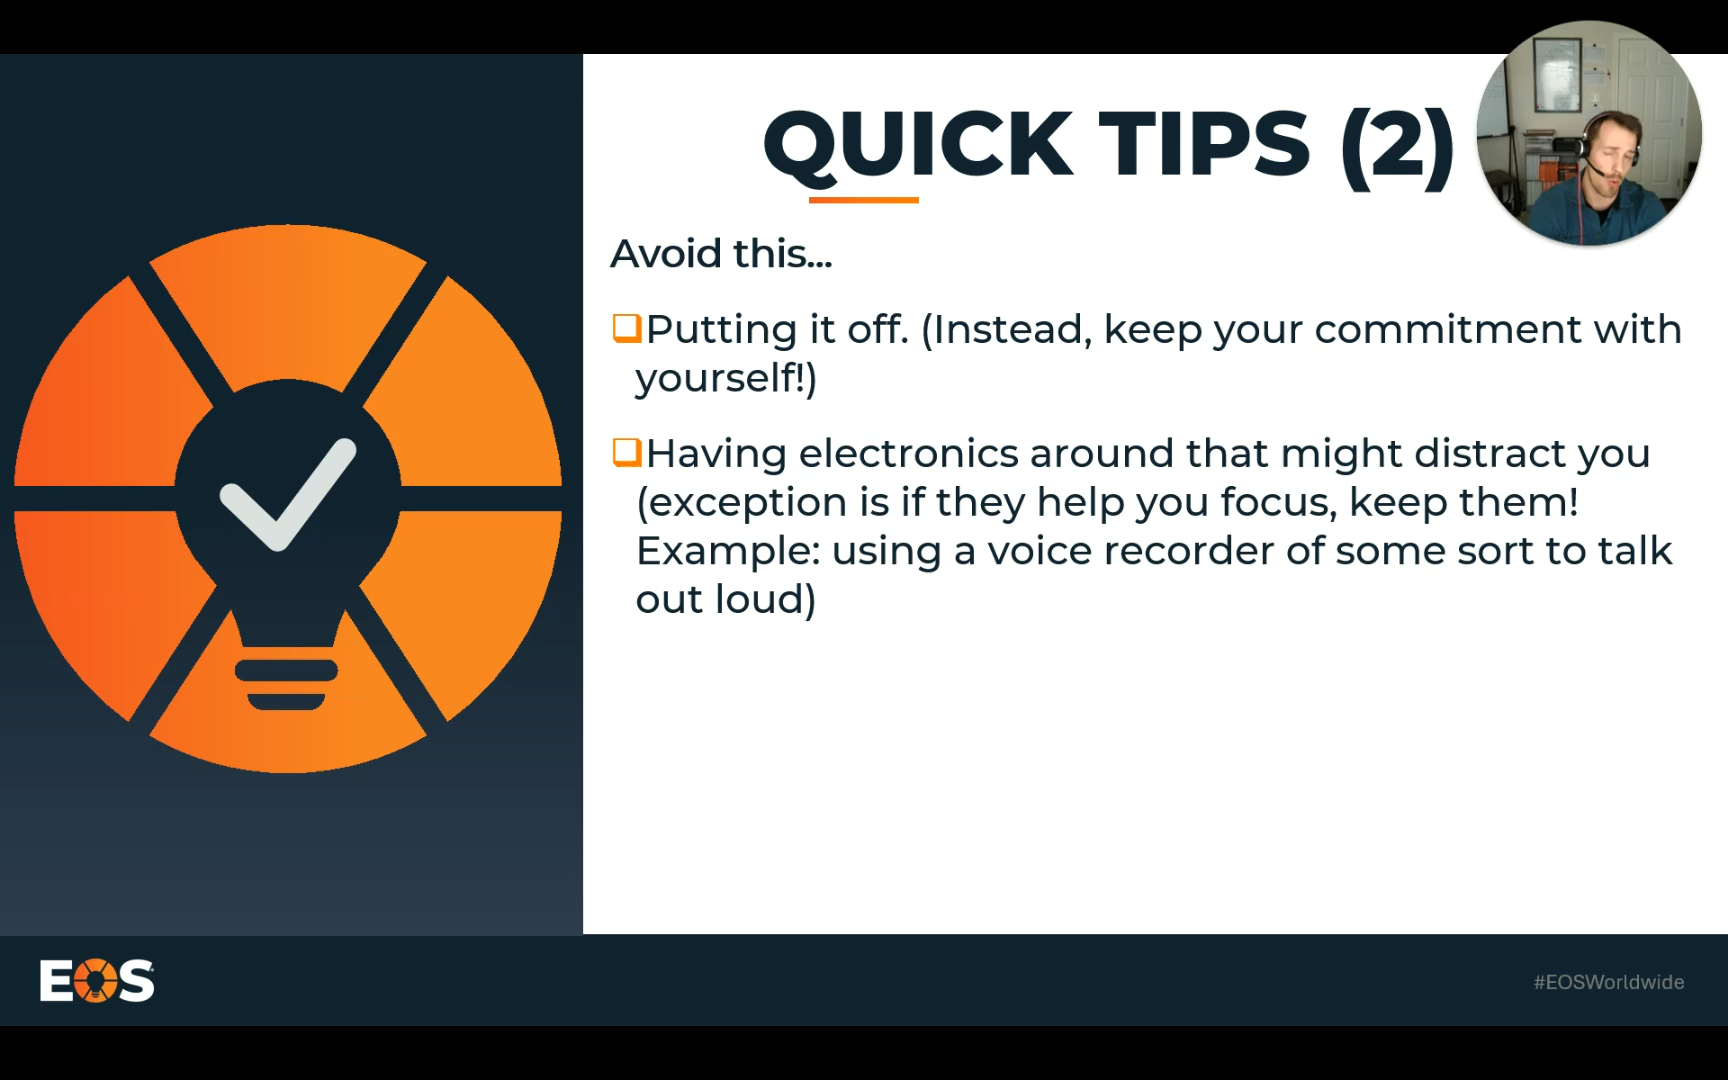 QUICK TIPS (2)
Avoid this...
Putting it off. (Instead, keep your commitment with
yourself!)
Having electronics around that might distract you
(exception is if they help you focus, keep them!
Example: using a voice recorder of some sort to talk
out loud)
EOS
#EOSWorldwide